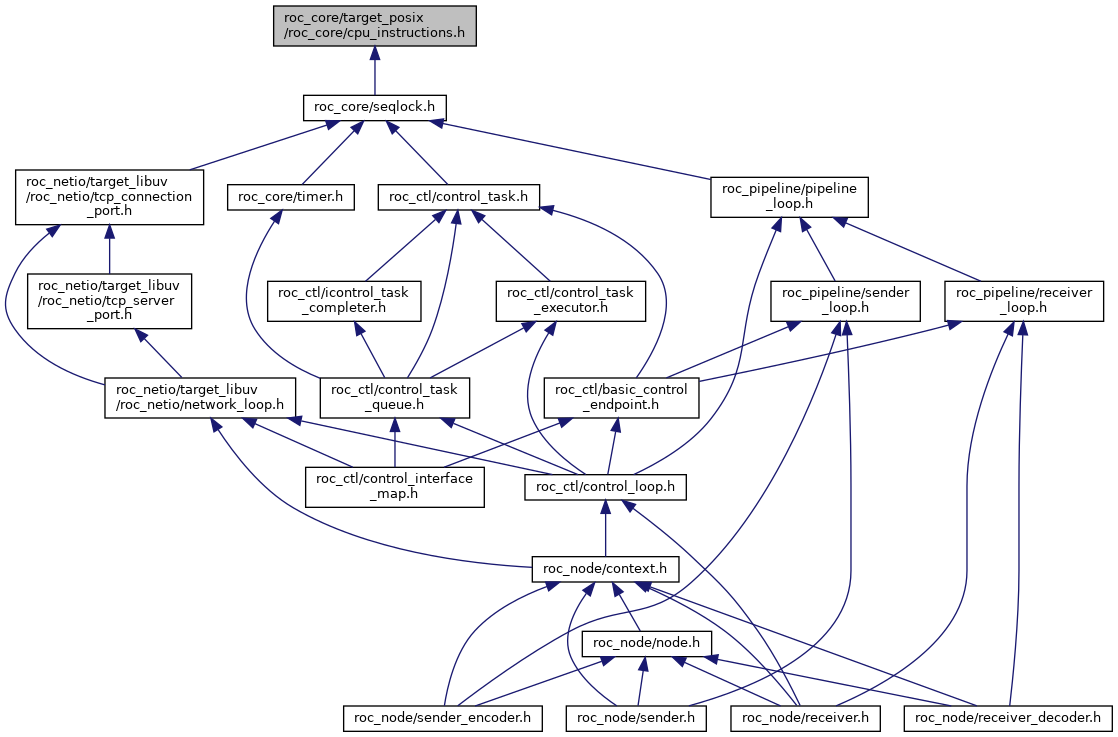 roc_core/target_posix
/roc_core/cpu_instructions.h
roc_core/seqlock.h
roc_netio/target_libuv
/roc_netio/tcp_connection
_port.h
roc_core/timer.h
roc_ctl/control_task.h
roc_pipeline/pipeline
_loop.h
roc_netio/target_libuv
/roc_netio/tcp_server
_port.h
roc_ctl/icontrol_task
_completer.h
roc_ctl/control_task
_executor.h
roc_pipeline/sender
_loop.h
roc_pipeline/receiver
_loop.h
roc_netio/target_libuv
/roc_netio/network_loop.h
roc_ctl/control_task
_queue.h
roc_ctl/basic_control
_endpoint.h
roc_ctl/control_interface
_map.h
roc_ctl/control_loop.h
roc_node/context.h
roc_node/node.h
roc_node/sender_encoder.h
roc_node/sender.h
roc_node/receiver.h
roc_node/receiver_decoder.h